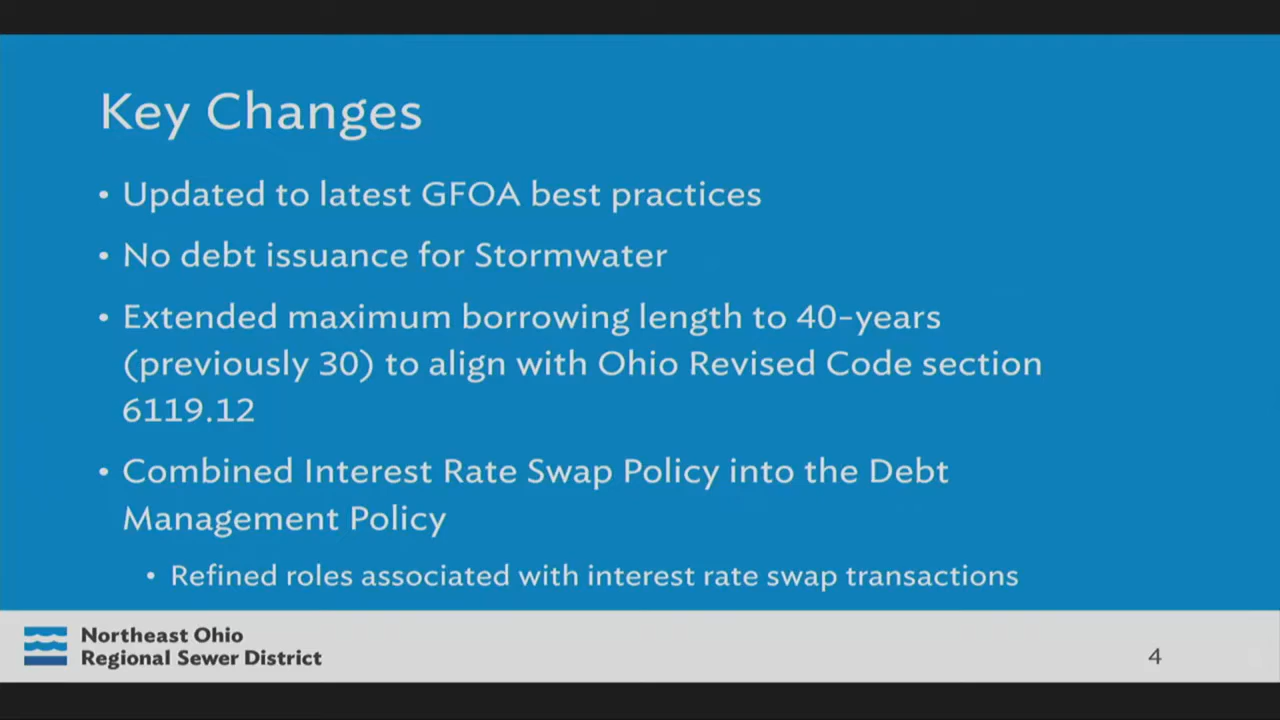 Key Changes
• Updated to latest GFOA best practices
• No debt issuance for Stormwater
• Extended maximum borrowing length to 40-years
(previously 30) to align with Ohio Revised Code section
6119.12
• Combined Interest Rate Swap Policy into the Debt
Management Policy
• Refined roles associated with interest rate swap transactions
Northeast Ohio
Regional Sewer District
4